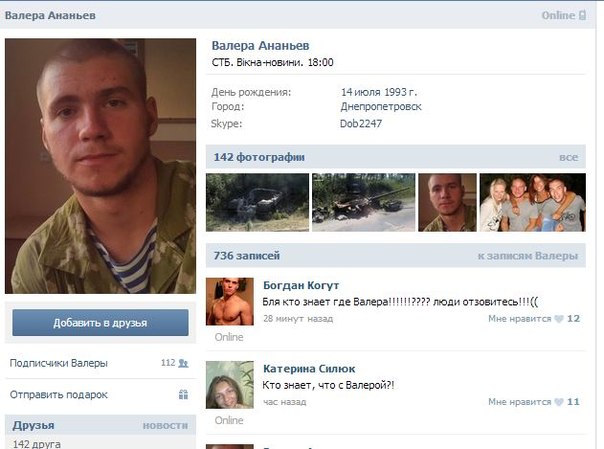 Валера Ананьев
Online
Валера Ананьев
СТБ. Вікна-новини. 18:00
День рождения: 14 июля 1993 г.
Город: Днепропетровск
Skype: Dob2247
142 фотографии
все
736 записей
к записям Валеры
Богдан Когут
Бля кто знает где Валера!!!!!!???? люди отзовитесь!!!((
28 минут назад
Мне нравится 12
Online
Катерина Силюк
Кто знает, что с Валерой?!
час назад
Мне нравится 11
Online
Добавить в друзья
Подписчики Валеры 112
Отправить подарок
Друзья
новости
142 друга